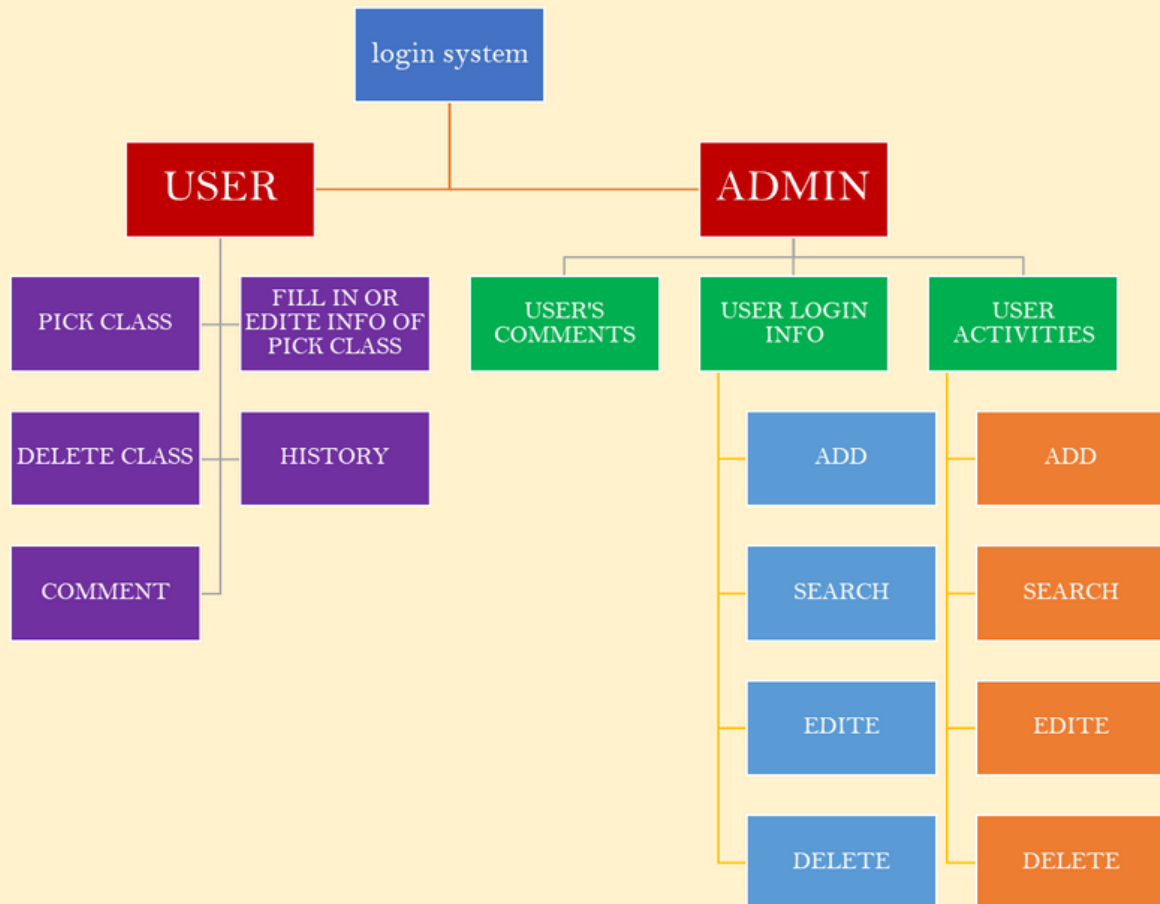 login system
USER
ADMIN
PICK CLASS
FILL IN OR
EDITE INFO OF
PICK CLASS
USER'S
COMMENTS
USER LOGIN
INFO
USER
ACTIVITIES
DELETE CLASS
HISTORY
ADD
ADD
COMMENT
SEARCH
SEARCH
EDITE
EDITE
DELETE
DELETE